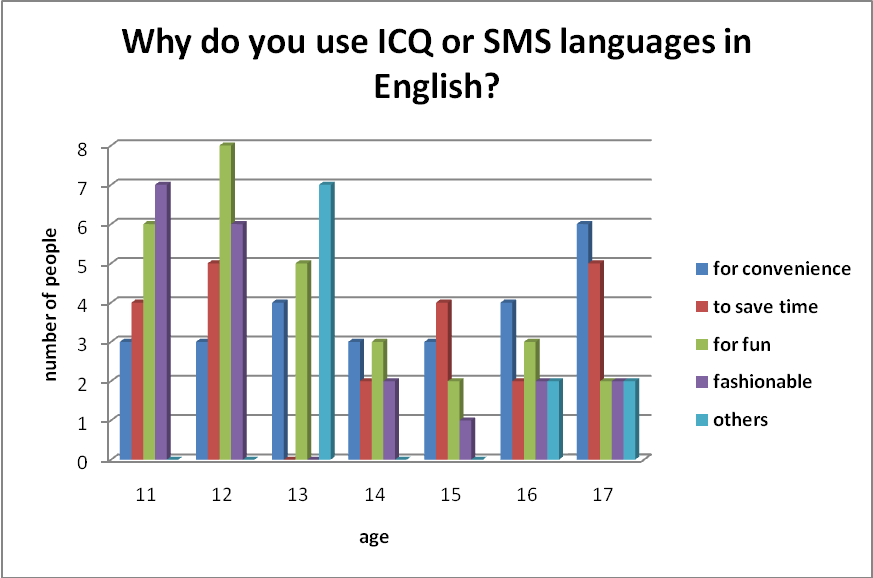 Why do you use ICQ or SMS languages in
English?
8
7
6
5
4
3
2
1
0
number of people
11 12 13 14 15 16 17
age
for convenience
to save time
for fun
fashionable
others